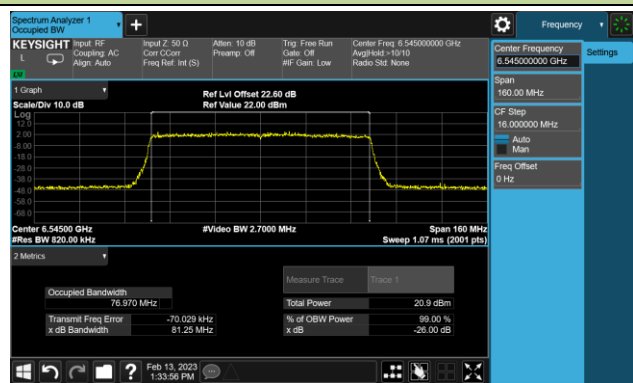 Spectrum Analyzer 1
Occupied BW
Frequency
KEYSIGHT
L
Input: RF
Coupling: AC
Align: Auto
Input Z: 50 Ω
Corr CCorr
Freq Ref: Int (S)
Atten: 10 dB
Preamp: Off
Trig: Free Run
Gate: Off
#IF Gain: Low
Center Freq: 6.545000000 GHz
Avg|Hold:>10/10
Radio Std: None
Center Frequency
6.545000000 GHz
Settings
Span
160.00 MHz
CF Step
16.000000 MHz
Auto
Man
Freq Offset
0 Hz
1 Graph
Scale/Div 10.0 dB
Ref Lvl Offset 22.60 dB
Ref Value 22.00 dBm
Log
12.0
2.00
-8.00
-18.0
-28.0
-38.0
-48.0
-58.0
-68.0
Center 6.54500 GHz
#Res BW 820.00 kHz
#Video BW 2.7000 MHz
Span 160 MHz
Sweep 1.07 ms (2001 pts)
2 Metrics
Measure Trace
Trace 1
Occupied Bandwidth
76.970 MHz
Total Power
20.9 dBm
Transmit Freq Error
-70.029 kHz
% of OBW Power
99.00 %
x dB Bandwidth
81.25 MHz
x dB
-26.00 dB
?
Feb 13, 2023
1:33:56 PM